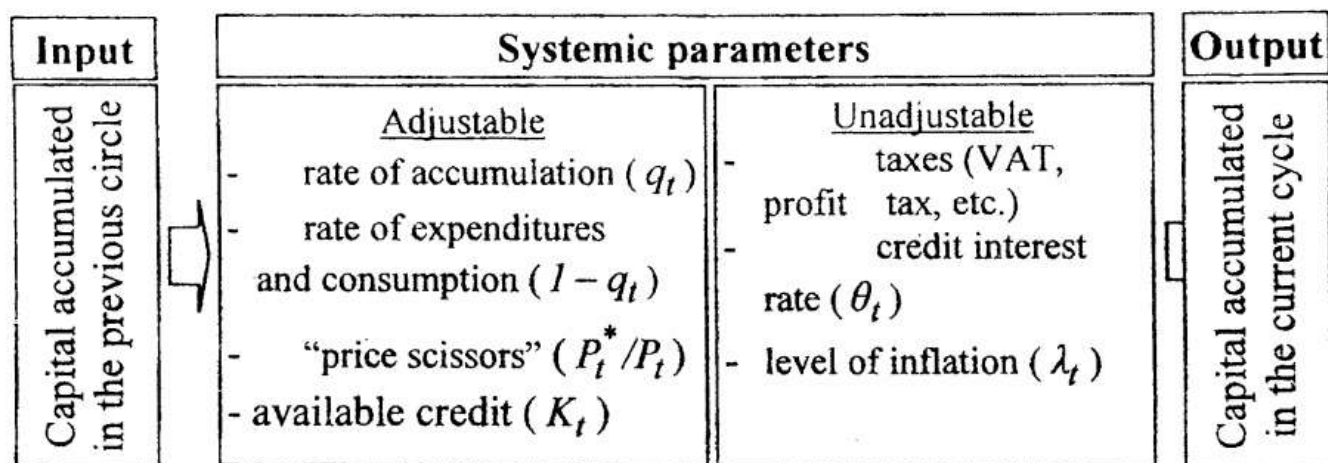 Input
Systemic parameters
Output
Capital accumulated
in the previous circle
Adjustable
- rate of accumulation ( q_t )
- rate of expenditures
and consumption ( 1 − q_t )
- “price scissors” ( P_t^* /P_t )
- available credit ( K_t )
Unadjustable
- taxes (VAT,
profit tax, etc.)
- credit interest
rate ( θ_t )
- level of inflation ( λ_t )
Capital accumulated
in the current cycle